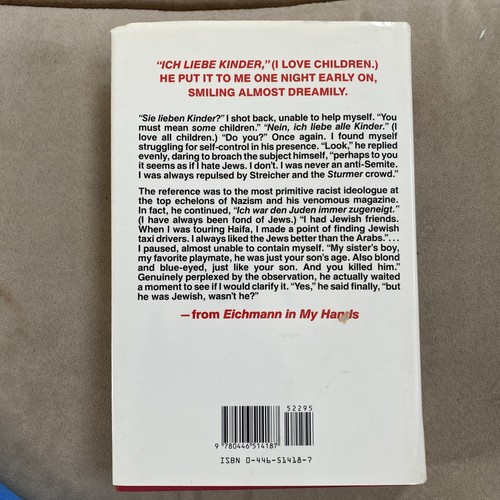 “ICH LIEBE KINDER,” (I LOVE CHILDREN.)
HE PUT IT TO ME ONE NIGHT EARLY ON,
SMILING ALMOST DREAMILY.
“Sie lieben Kinder?” I shot back, unable to help myself. “You
must mean some children.” “Nein, ich liebe alle Kinder.” (I
love all children.) “Do you?” Once again. I found myself
struggling for self-control in his presence. “Look,” he replied
evenly, daring to broach the subject himself, “perhaps to you
it seems as if I hate Jews. I don't. I was never an anti-Semite.
I was always repulsed by Streicher and the Sturmer crowd.”
The reference was to the most primitive racist ideologue at
the top echelons of Nazism and his venomous magazine.
In fact, he continued, “Ich war den Juden immer zugeneigt.”
(I have always been fond of Jews.) “I had Jewish friends.
When I was touring Haifa, I made a point of finding Jewish
taxi drivers. I always liked the Jews better than the Arabs.”...
I paused, almost unable to contain myself. “My sister's boy,
my favorite playmate, he was just your son's age. Also blond
and blue-eyed, just like your son. And you killed him.”
Genuinely perplexed by the observation, he actually waited
a moment to see if I would clarify it. “Yes,” he said finally, “but
he was Jewish, wasn't he?”
—from Eichmann in My Hands
52295
9 780446 514187
ISBN 0-446-51418-7